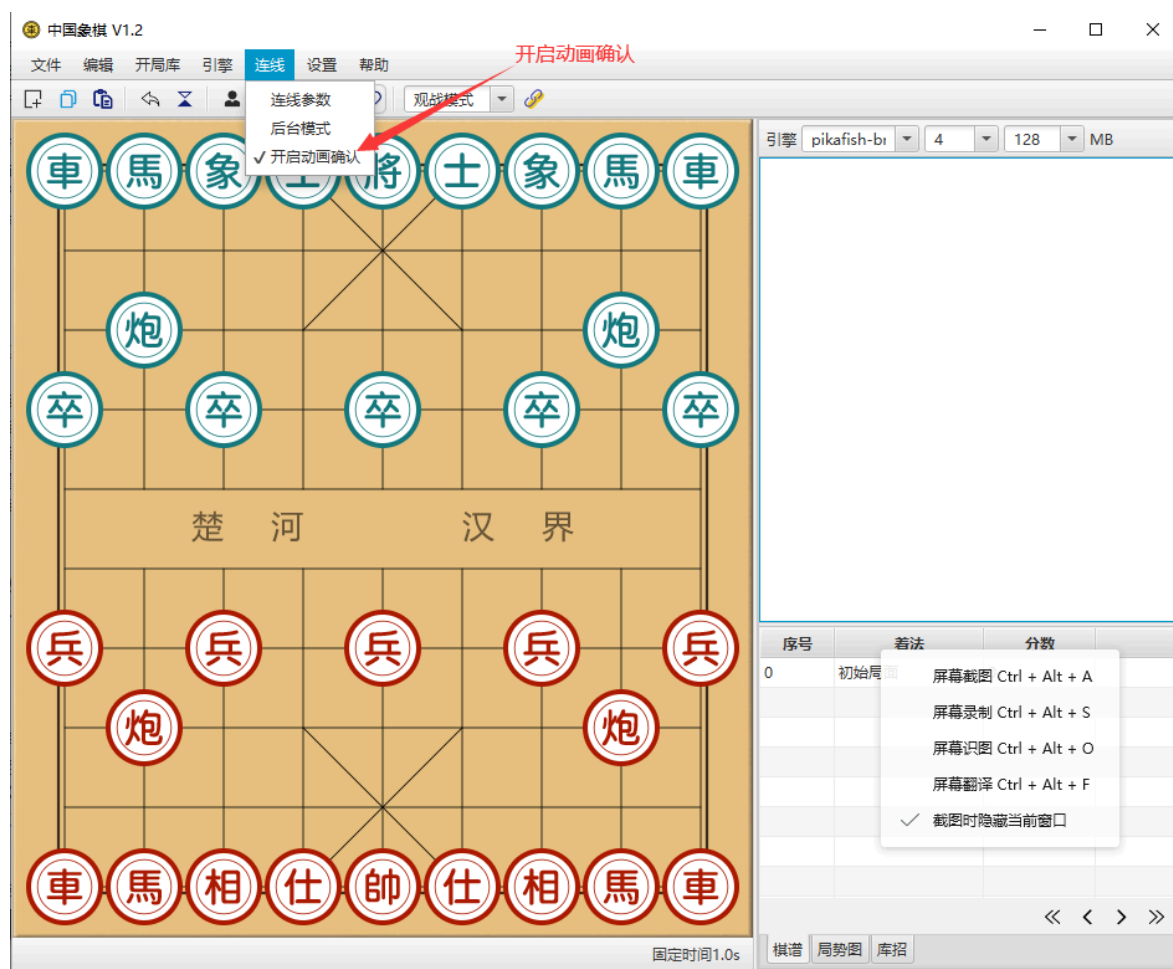 中国象棋 V1.2
开启动画确认
文件 编辑 开局库 引擎 连线 设置 帮助
连线参数
后台模式
✓ 开启动画确认
观战模式
引擎 pikafish-br 4 128 MB
車 馬 象 士 將 士 象 馬 車
炮 炮
卒 卒 卒 卒 卒
楚 河 汉 界
兵 兵 兵 兵 兵
炮 炮
車 馬 相 仕 帥 仕 相 馬 車
序号 着法 分数
0 初始局面
屏幕截图 Ctrl + Alt + A
屏幕录制 Ctrl + Alt + S
屏幕识图 Ctrl + Alt + O
屏幕翻译 Ctrl + Alt + F
截图时隐藏当前窗口
固定时间1.0s
棋谱 局势图 库招